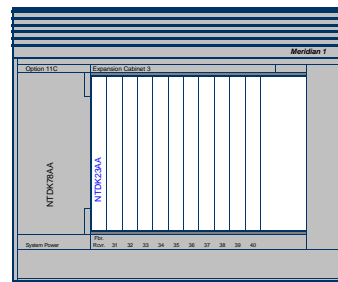 Meridian 1
Option 11C
Expansion Cabinet 3
NTDK78AA
NTDK23AA
System Power
Fbr.
Rcvr. 31 32 33 34 35 36 37 38 39 40